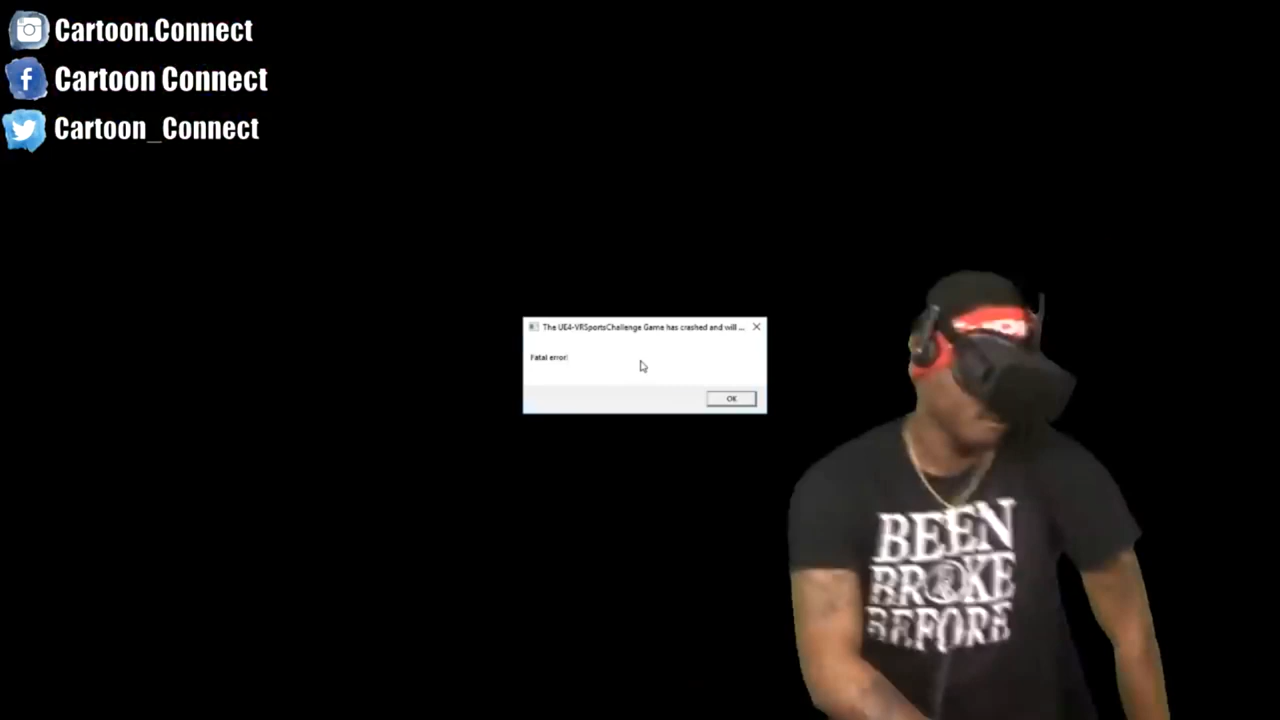 Cartoon.Connect
Cartoon Connect
Cartoon_Connect
The UE4-VRSportsChallenge Game has crashed and will ...
Fatal error!
OK
BEEN
BROKE
BEFORE